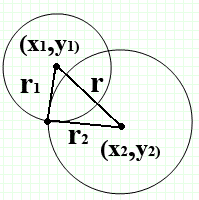 (x₁,y₁)
r₁ r
r₂
(x₂,y₂)